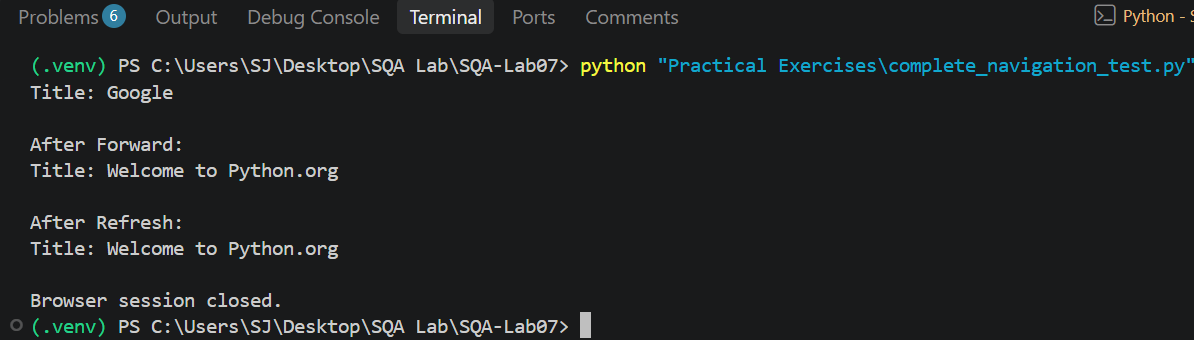 Problems 6 Output Debug Console Terminal Ports Comments Python -
(.venv) PS C:\Users\SJ\Desktop\SQA Lab\SQA-Lab07> python "Practical Exercises\complete_navigation_test.py"
Title: Google
After Forward:
Title: Welcome to Python.org
After Refresh:
Title: Welcome to Python.org
Browser session closed.
(.venv) PS C:\Users\SJ\Desktop\SQA Lab\SQA-Lab07>